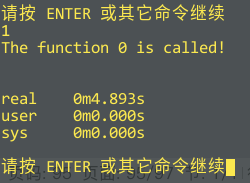 请按 ENTER 或其它命令继续
1
The function 0 is called!
real 0m4.893s
user 0m0.000s
sys 0m0.000s
请按 ENTER 或其它命令继续